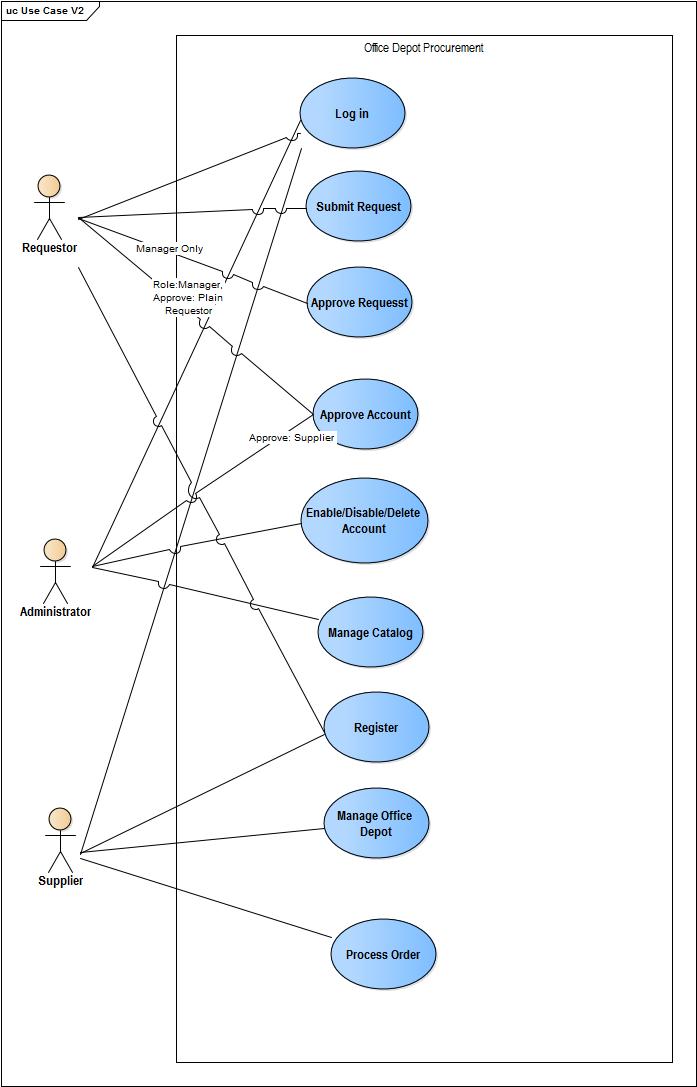 uc Use Case V2
Office Depot Procurement
Log in
Requestor
Submit Request
Manager Only
Role:Manager,
Approve: Plain
Requestor
Approve Requesst
Approve Account
Approve: Supplier
Enable/Disable/Delete
Account
Administrator
Manage Catalog
Register
Manage Office
Depot
Supplier
Process Order